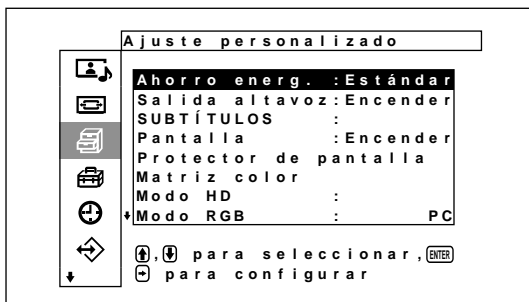 Ajuste personalizado
Ahorro energ. :Estándar
Salida altavoz:Encender
SUBTÍTULOS :
Pantalla :Encender
Protector de pantalla
Matriz color
Modo HD :
Modo RGB : PC
, para seleccionar, ENTER
para configurar